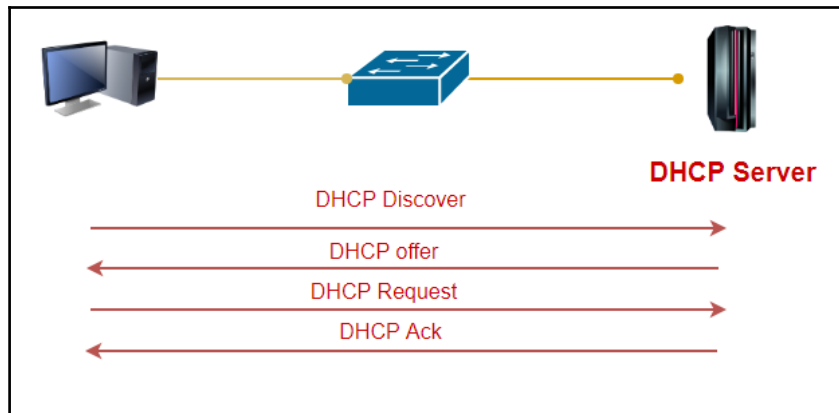 DHCP Server
DHCP Discover
DHCP offer
DHCP Request
DHCP Ack